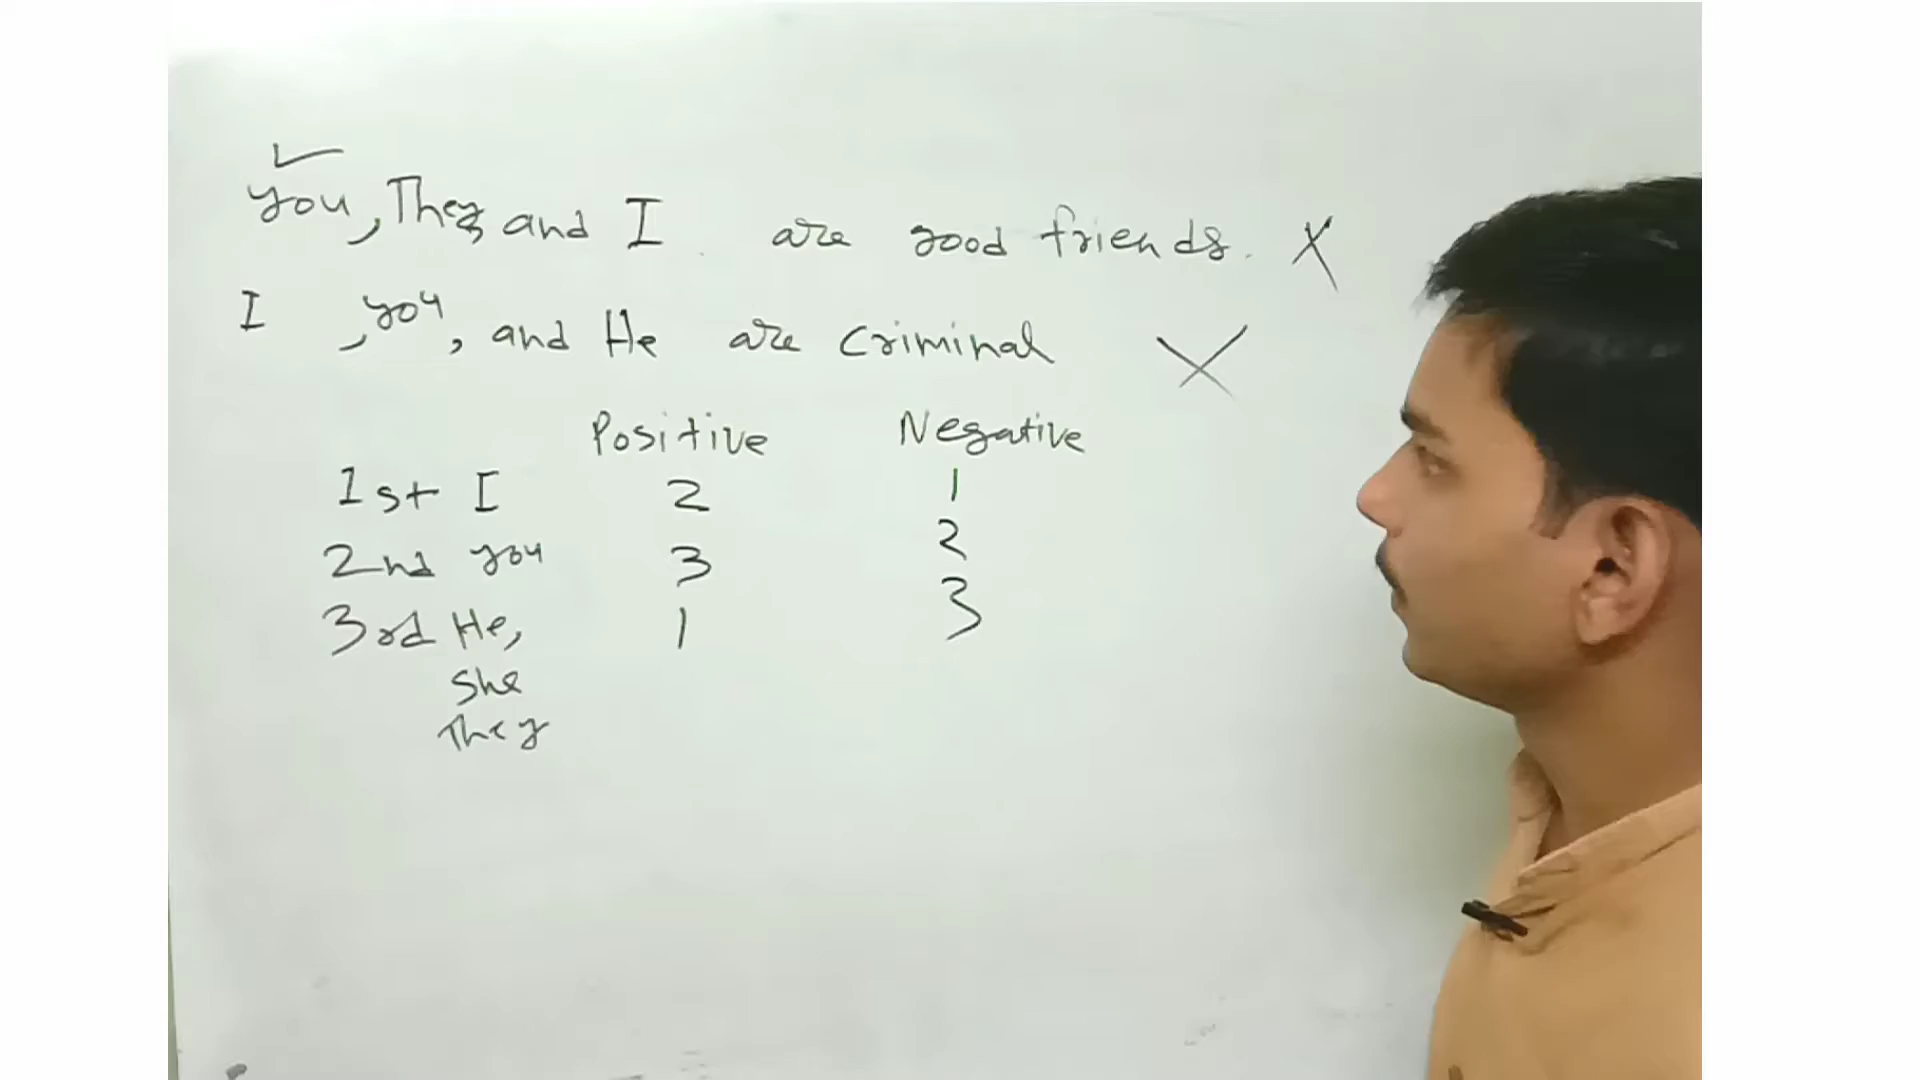 you, They and I are good friends. X
I , you, and He are criminal X
Positive Negative
1st I 2 1
2nd you 3 2
3rd He, 1 3
She
They